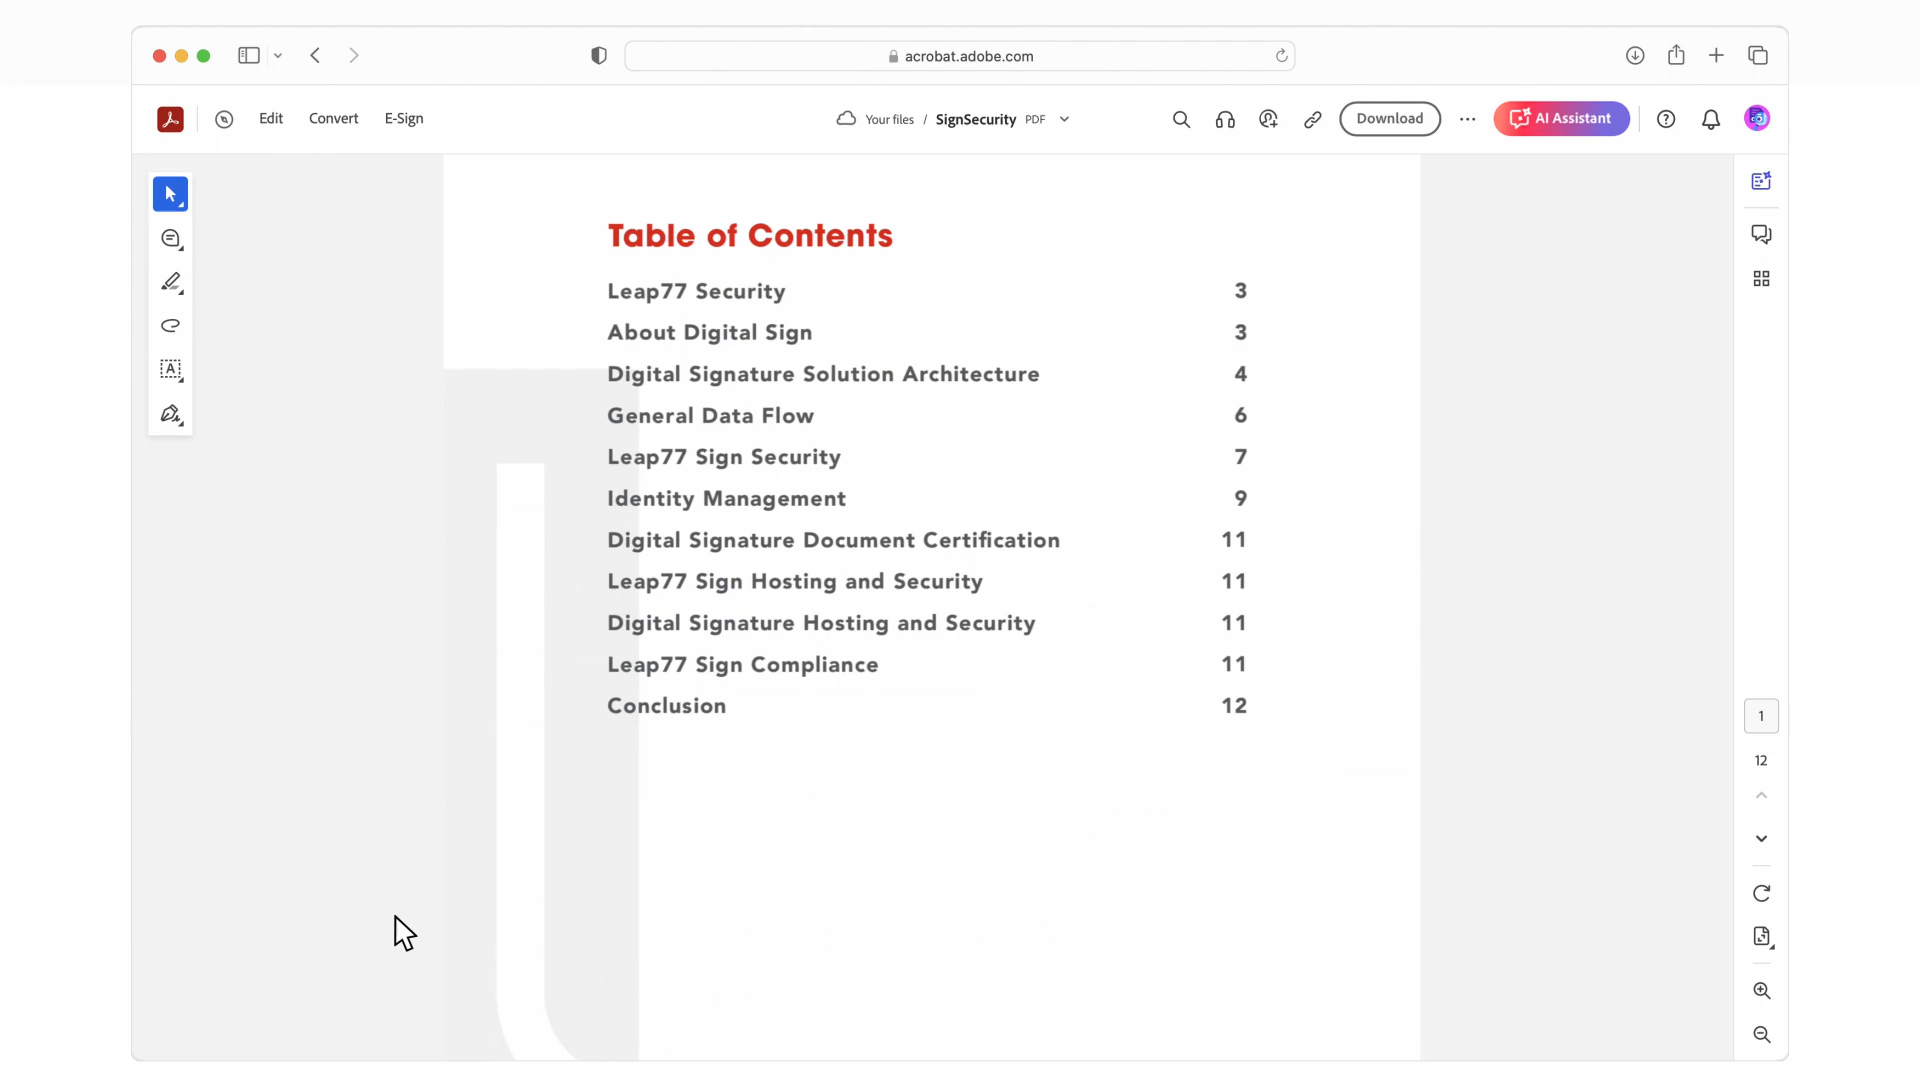 acrobat.adobe.com
Edit Convert E-Sign Your files / SignSecurity PDF Download AI Assistant
Table of Contents
Leap77 Security 3
About Digital Sign 3
Digital Signature Solution Architecture 4
General Data Flow 6
Leap77 Sign Security 7
Identity Management 9
Digital Signature Document Certification 11
Leap77 Sign Hosting and Security 11
Digital Signature Hosting and Security 11
Leap77 Sign Compliance 11
Conclusion 12
1
12